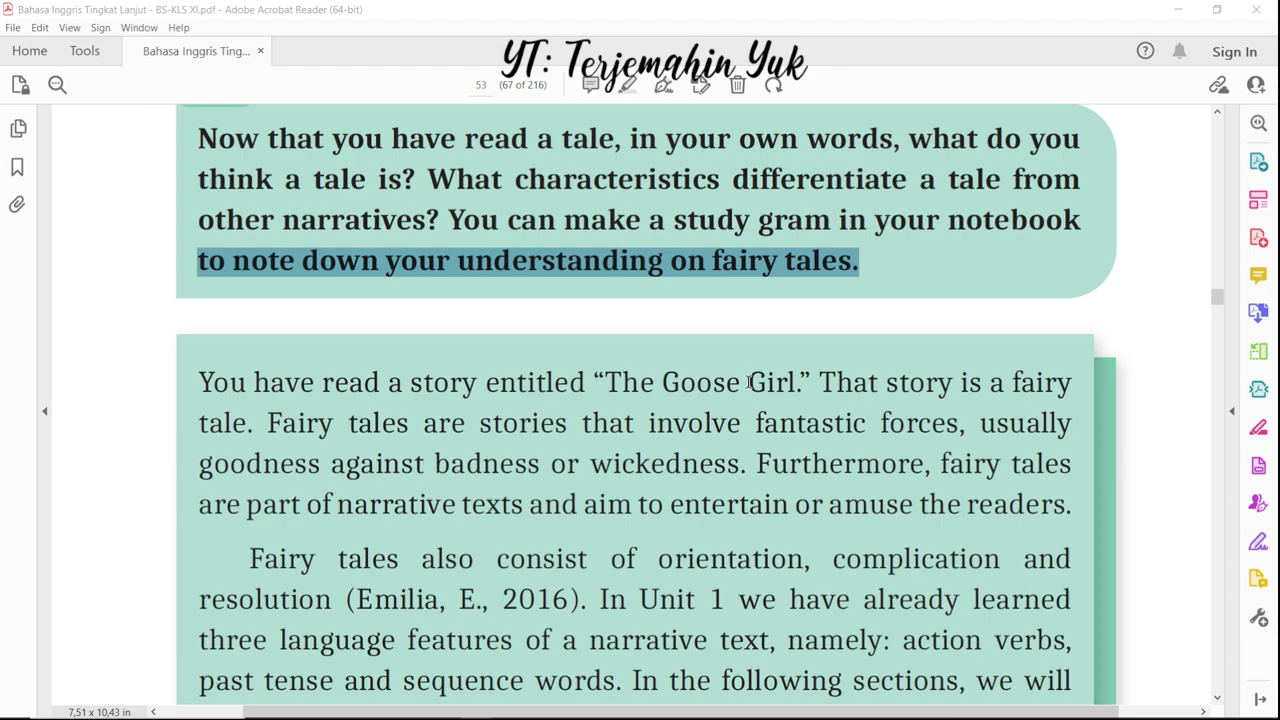 Bahasa Inggris Tingkat Lanjut - BS-KLS XI.pdf - Adobe Acrobat Reader (64-bit)
File Edit View Sign Window Help
Home Tools Bahasa Inggris Ting... × Sign In
YT: Terjemahin Yuk
53 (67 of 216)
Now that you have read a tale, in your own words, what do you
think a tale is? What characteristics differentiate a tale from
other narratives? You can make a study gram in your notebook
to note down your understanding on fairy tales.
You have read a story entitled “The Goose Girl.” That story is a fairy
tale. Fairy tales are stories that involve fantastic forces, usually
goodness against badness or wickedness. Furthermore, fairy tales
are part of narrative texts and aim to entertain or amuse the readers.
Fairy tales also consist of orientation, complication and
resolution (Emilia, E., 2016). In Unit 1 we have already learned
three language features of a narrative text, namely: action verbs,
past tense and sequence words. In the following sections, we will
7,51 x 10,43 in